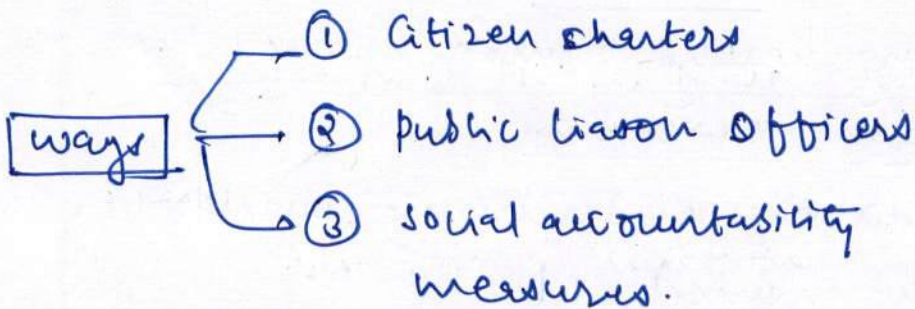 ① Citizen charters
ways
② public liason officers
③ social accountability
measures.